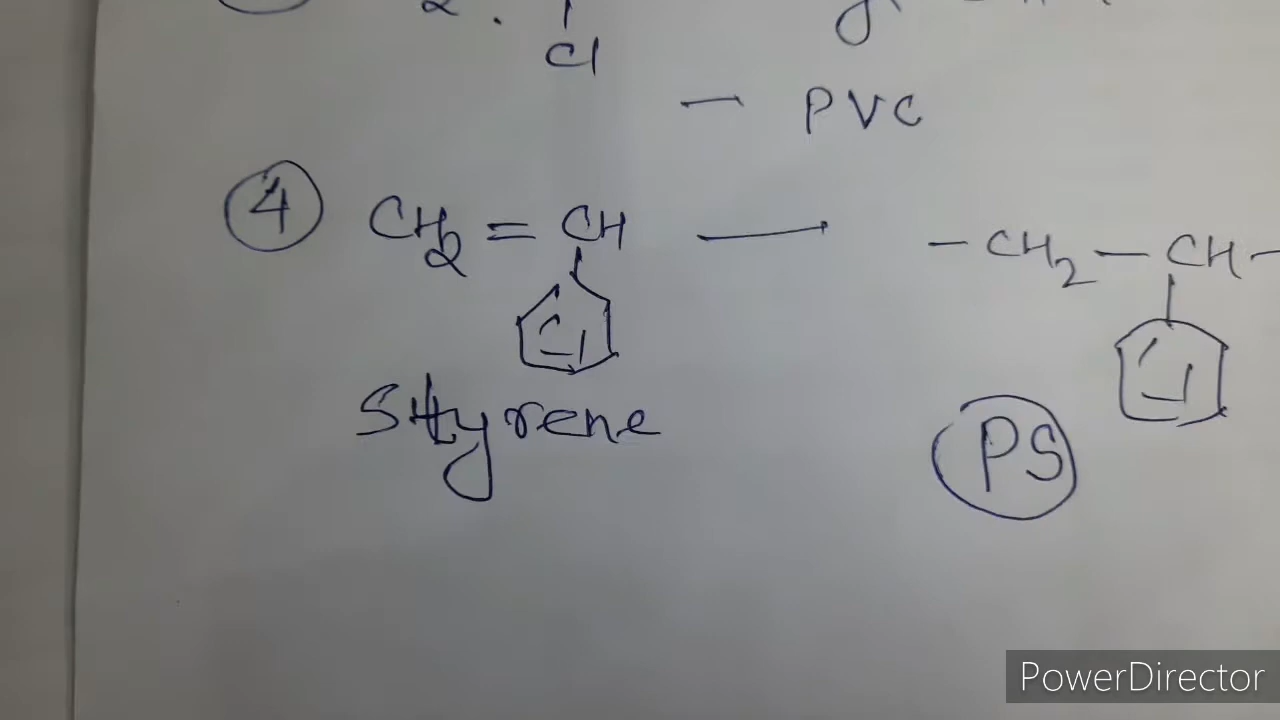 Cl
— PVC
4 CH2 = CH ⟶ — CH2 — CH —
Styrene
PS
PowerDirector